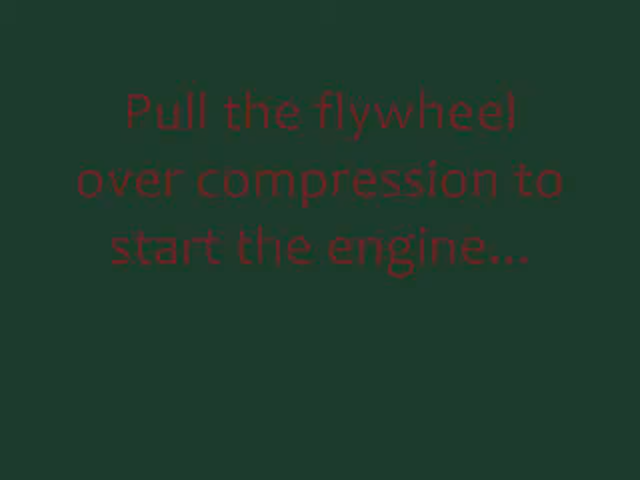 Pull the flywheel
over compression to
start the engine...